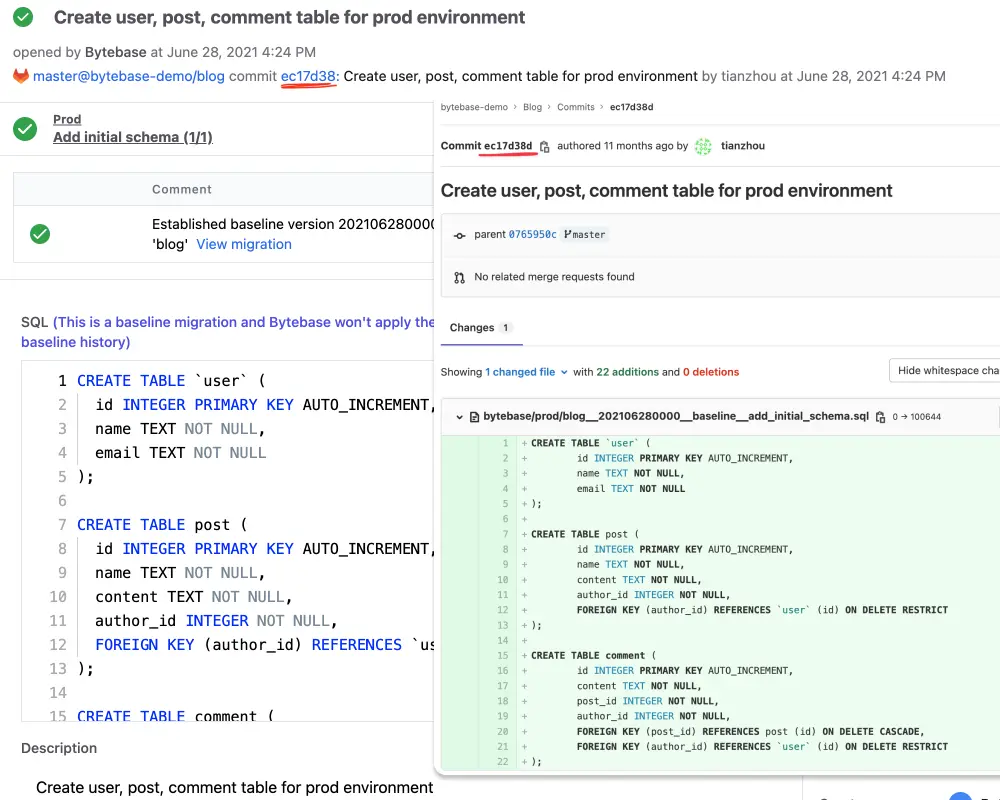 Create user, post, comment table for prod environment
opened by Bytebase at June 28, 2021 4:24 PM
master@bytebase-demo/blog commit ec17d38: Create user, post, comment table for prod environment by tianzhou at June 28, 2021 4:24 PM
Prod
Add initial schema (1/1)
Comment
Established baseline version 202106280000
'blog' View migration
SQL (This is a baseline migration and Bytebase won't apply the
baseline history)
1 CREATE TABLE `user` (
2 id INTEGER PRIMARY KEY AUTO_INCREMENT,
3 name TEXT NOT NULL,
4 email TEXT NOT NULL
5 );
6
7 CREATE TABLE post (
8 id INTEGER PRIMARY KEY AUTO_INCREMENT,
9 name TEXT NOT NULL,
10 content TEXT NOT NULL,
11 author_id INTEGER NOT NULL,
12 FOREIGN KEY (author_id) REFERENCES `us
13 );
14
15 CREATE TABLE comment (
Description
Create user, post, comment table for prod environment
bytebase-demo › Blog › Commits › ec17d38d
Commit ec17d38d authored 11 months ago by tianzhou
Create user, post, comment table for prod environment
parent 0765950c master
No related merge requests found
Changes 1
Showing 1 changed file with 22 additions and 0 deletions
Hide whitespace cha
bytebase/prod/blog__202106280000__baseline__add_initial_schema.sql 0 → 100644
1 + CREATE TABLE `user` (
2 + id INTEGER PRIMARY KEY AUTO_INCREMENT,
3 + name TEXT NOT NULL,
4 + email TEXT NOT NULL
5 + );
6 +
7 + CREATE TABLE post (
8 + id INTEGER PRIMARY KEY AUTO_INCREMENT,
9 + name TEXT NOT NULL,
10 + content TEXT NOT NULL,
11 + author_id INTEGER NOT NULL,
12 + FOREIGN KEY (author_id) REFERENCES `user` (id) ON DELETE RESTRICT
13 + );
14 +
15 + CREATE TABLE comment (
16 + id INTEGER PRIMARY KEY AUTO_INCREMENT,
17 + content TEXT NOT NULL,
18 + post_id INTEGER NOT NULL,
19 + author_id INTEGER NOT NULL,
20 + FOREIGN KEY (post_id) REFERENCES post (id) ON DELETE CASCADE,
21 + FOREIGN KEY (author_id) REFERENCES `user` (id) ON DELETE RESTRICT
22 + );